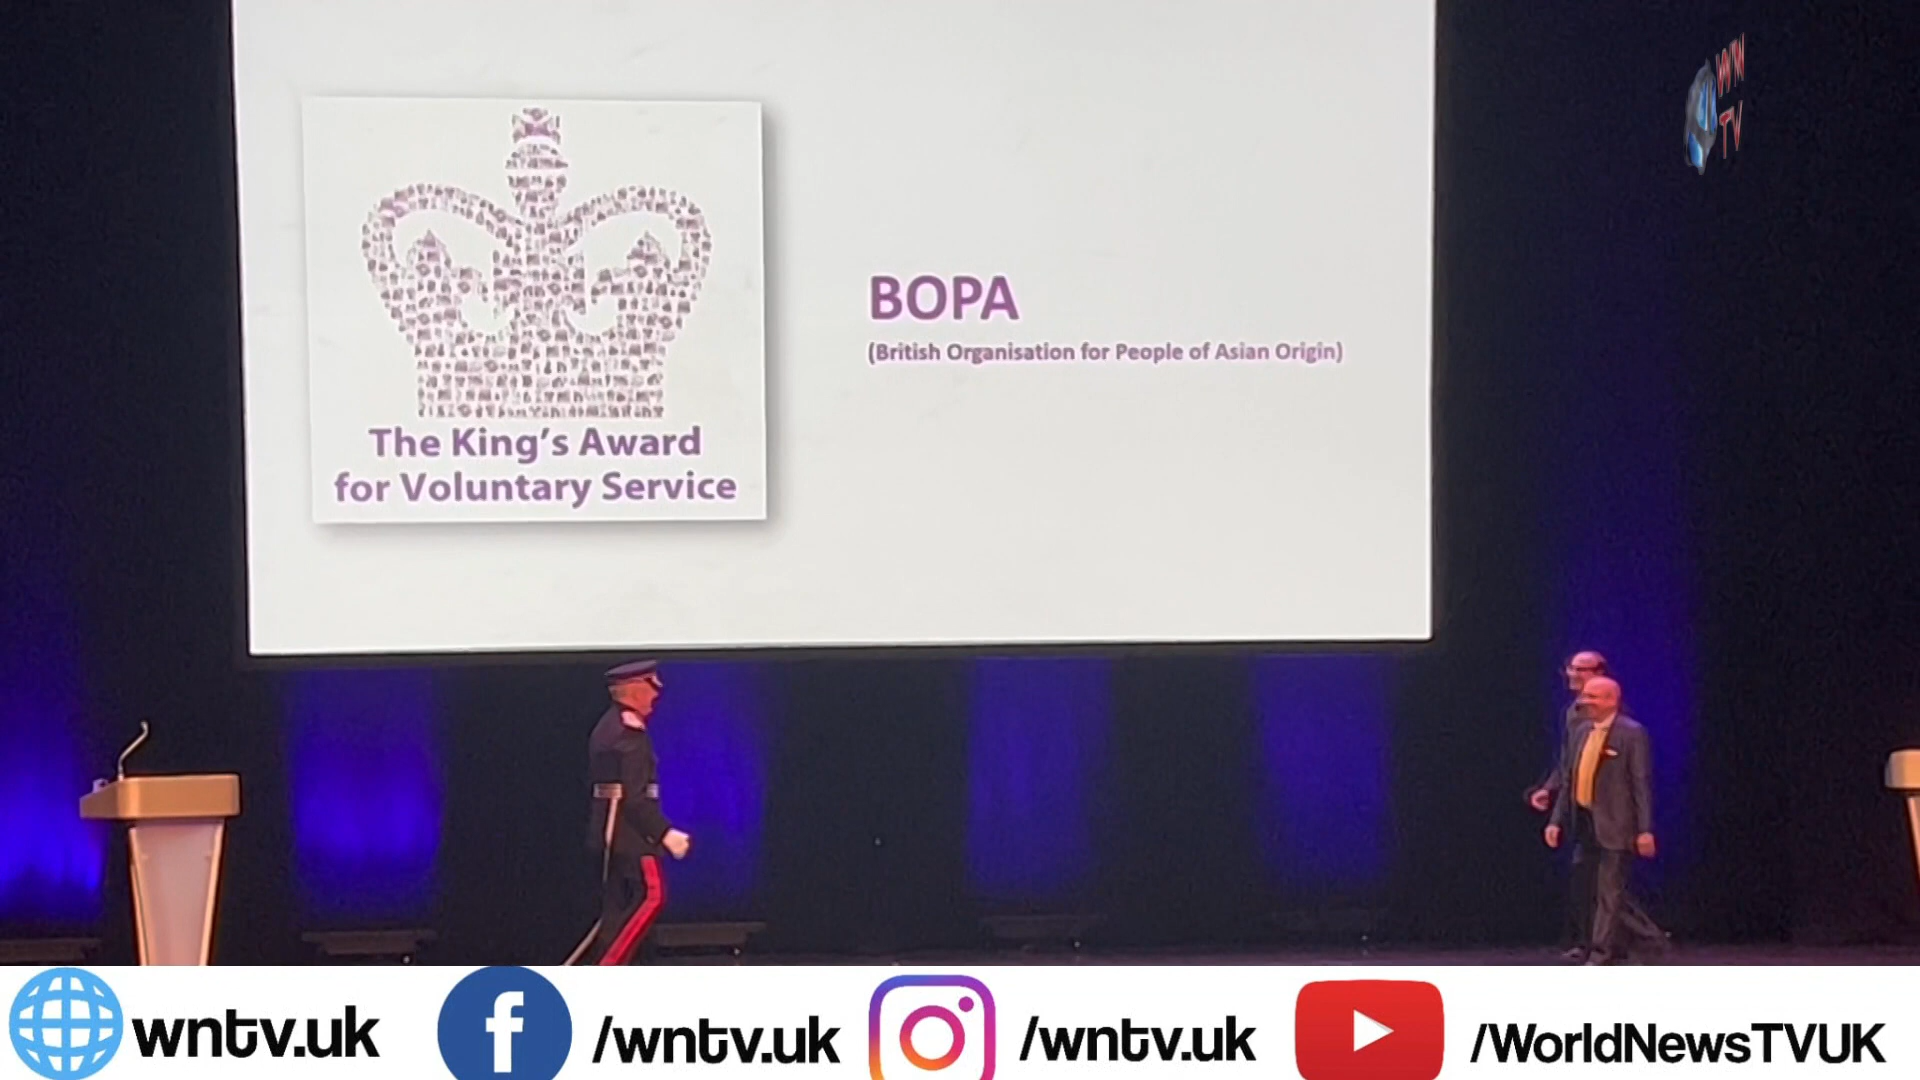 WN
TV
BOPA
(British Organisation for People of Asian Origin)
The King's Award
for Voluntary Service
wntv.uk
/wntv.uk
/wntv.uk
/WorldNewsTVUK